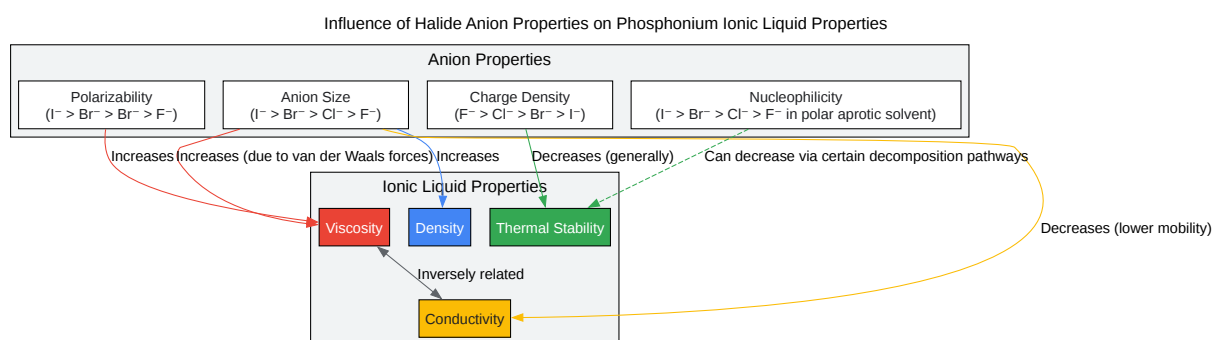 Influence of Halide Anion Properties on Phosphonium Ionic Liquid Properties
Anion Properties
Polarizability
(I⁻ > Br⁻ > Br⁻ > F⁻)
Anion Size
(I⁻ > Br⁻ > Cl⁻ > F⁻)
Charge Density
(F⁻ > Cl⁻ > Br⁻ > I⁻)
Nucleophilicity
(I⁻ > Br⁻ > Cl⁻ > F⁻ in polar aprotic solvent)
Increases
Increases (due to van der Waals forces)
Increases
Decreases (generally)
Can decrease via certain decomposition pathways
Ionic Liquid Properties
Viscosity
Density
Thermal Stability
Decreases (lower mobility)
Inversely related
Conductivity